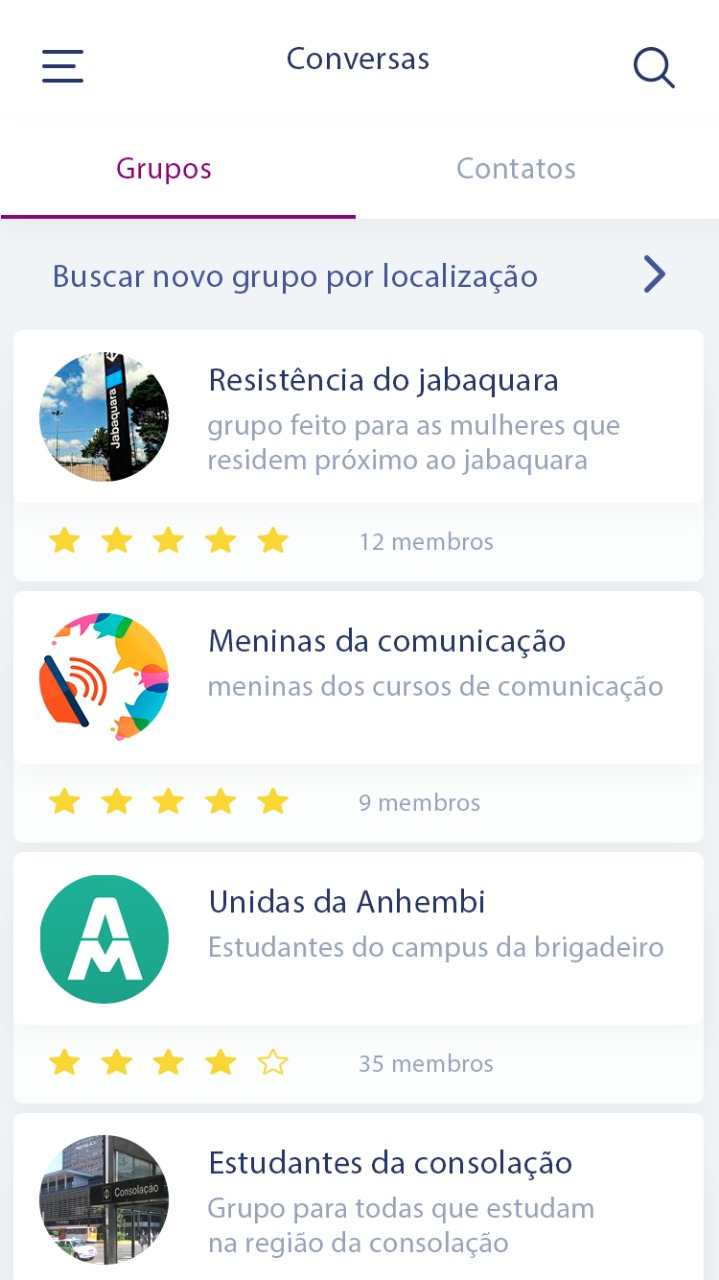 Conversas
Grupos
Contatos
Buscar novo grupo por localização
Jabaquara
Resistência do jabaquara
grupo feito para as mulheres que
residem próximo ao jabaquara
12 membros
Meninas da comunicação
meninas dos cursos de comunicação
9 membros
AM
Unidas da Anhembi
Estudantes do campus da brigadeiro
35 membros
Consolação
Estudantes da consolação
Grupo para todas que estudam
na região da consolação